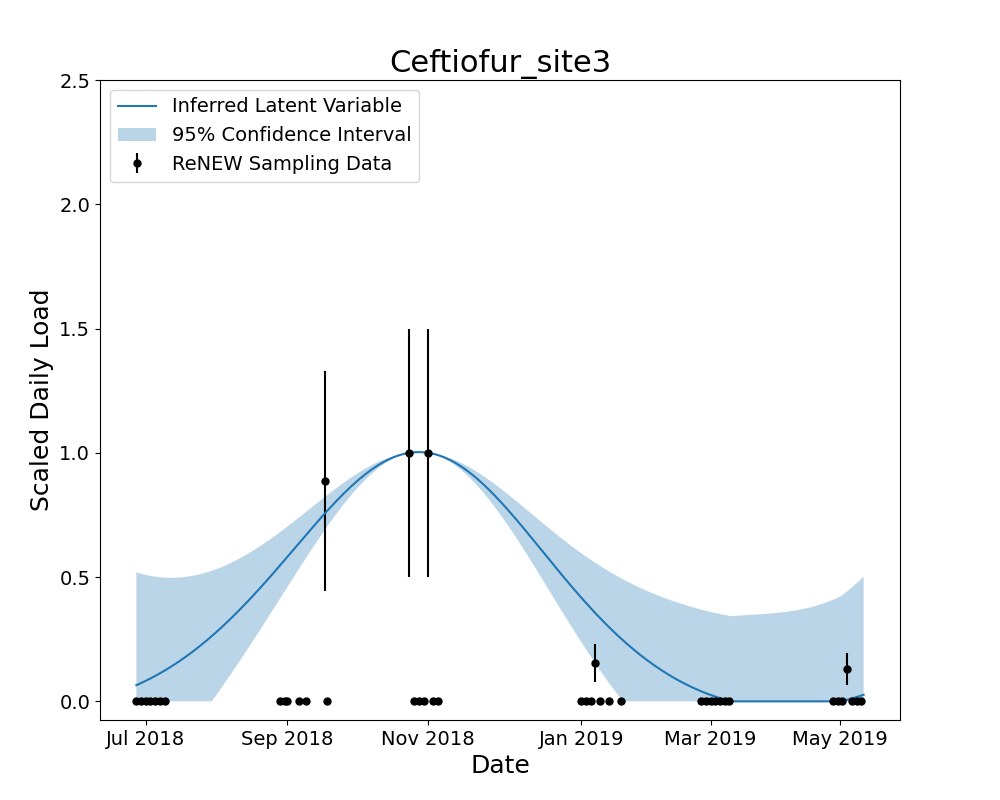 Ceftiofur_site3
2.5
Inferred Latent Variable
95% Confidence Interval
ReNEW Sampling Data
2.0
1.5
1.0
0.5
0.0
Scaled Daily Load
Jul 2018 Sep 2018 Nov 2018 Jan 2019 Mar 2019 May 2019
Date